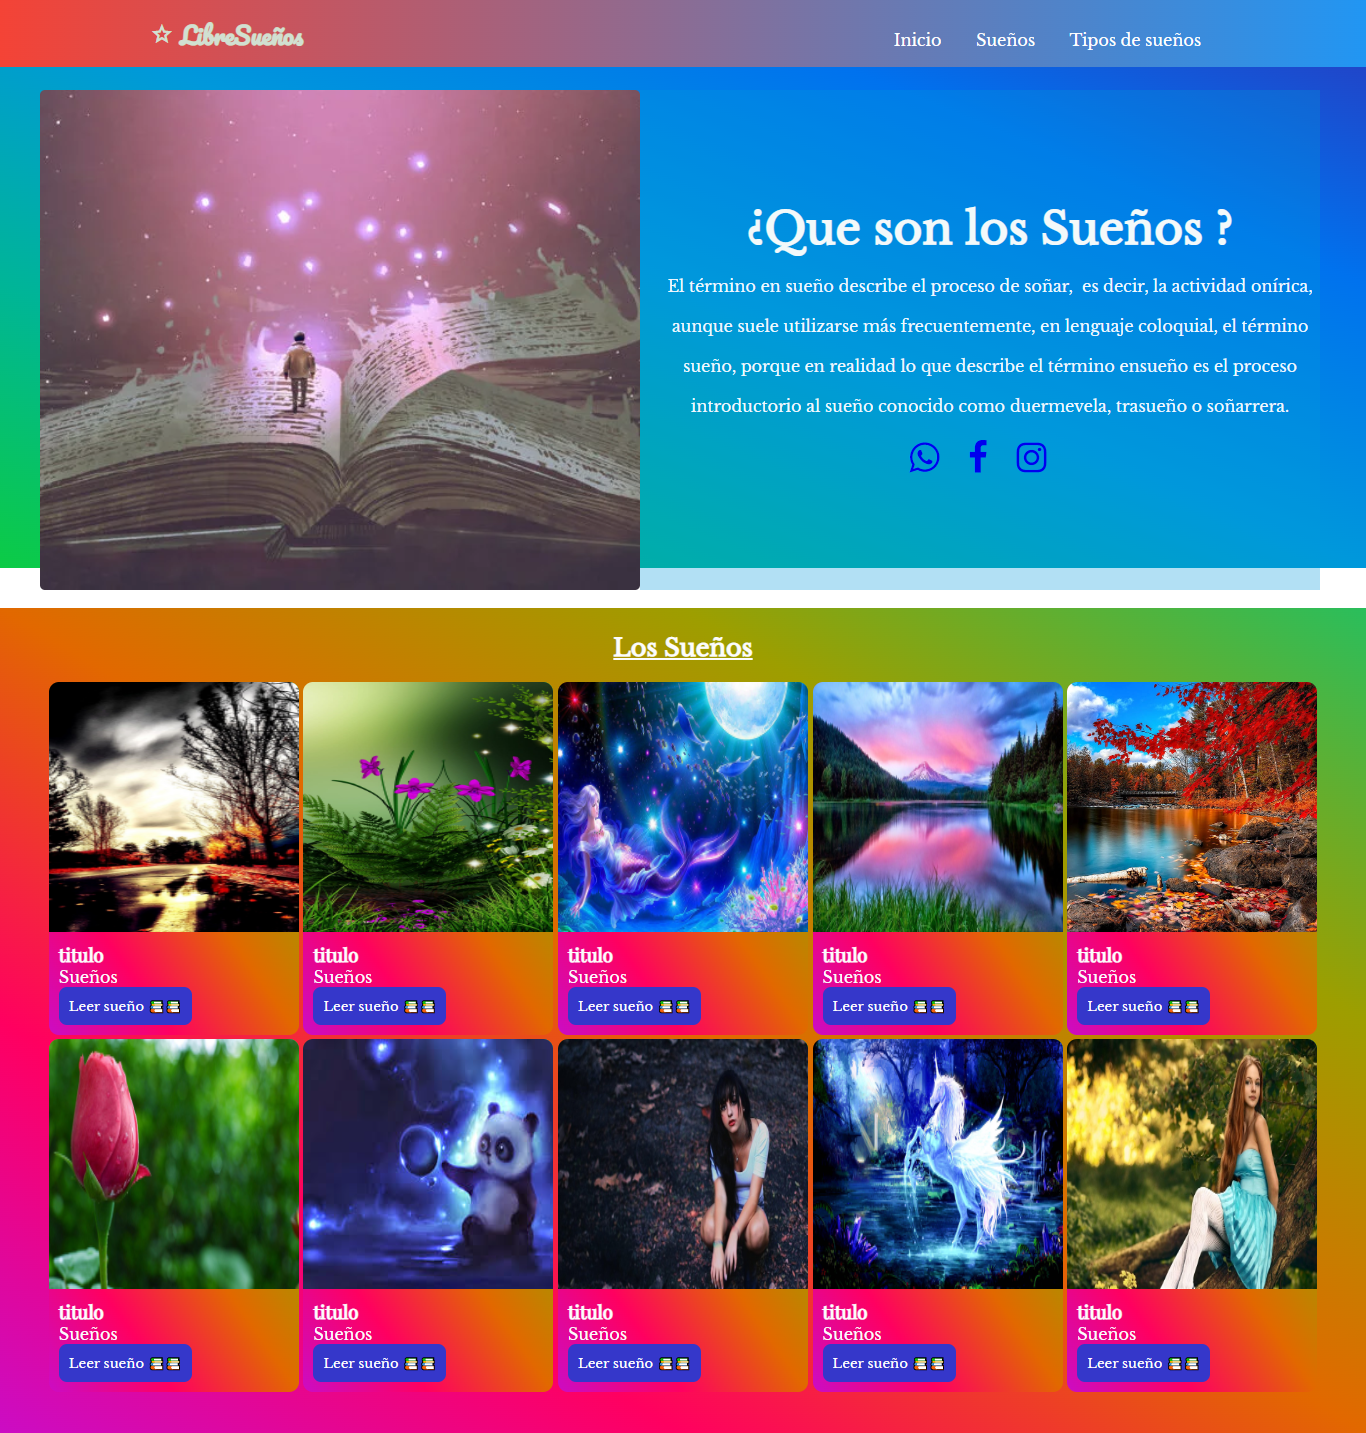 ☆ LibreSueños
Inicio Sueños Tipos de sueños
¿Que son los Sueños ?
El término en sueño describe el proceso de soñar,  es decir, la actividad onírica,
aunque suele utilizarse más frecuentemente, en lenguaje coloquial, el término
sueño, porque en realidad lo que describe el término ensueño es el proceso
introductorio al sueño conocido como duermevela, trasueño o soñarrera.
Los Sueños
titulo
Sueños
Leer sueño 📚📚
titulo
Sueños
Leer sueño 📚📚
titulo
Sueños
Leer sueño 📚📚
titulo
Sueños
Leer sueño 📚📚
titulo
Sueños
Leer sueño 📚📚
titulo
Sueños
Leer sueño 📚📚
titulo
Sueños
Leer sueño 📚📚
titulo
Sueños
Leer sueño 📚📚
titulo
Sueños
Leer sueño 📚📚
titulo
Sueños
Leer sueño 📚📚